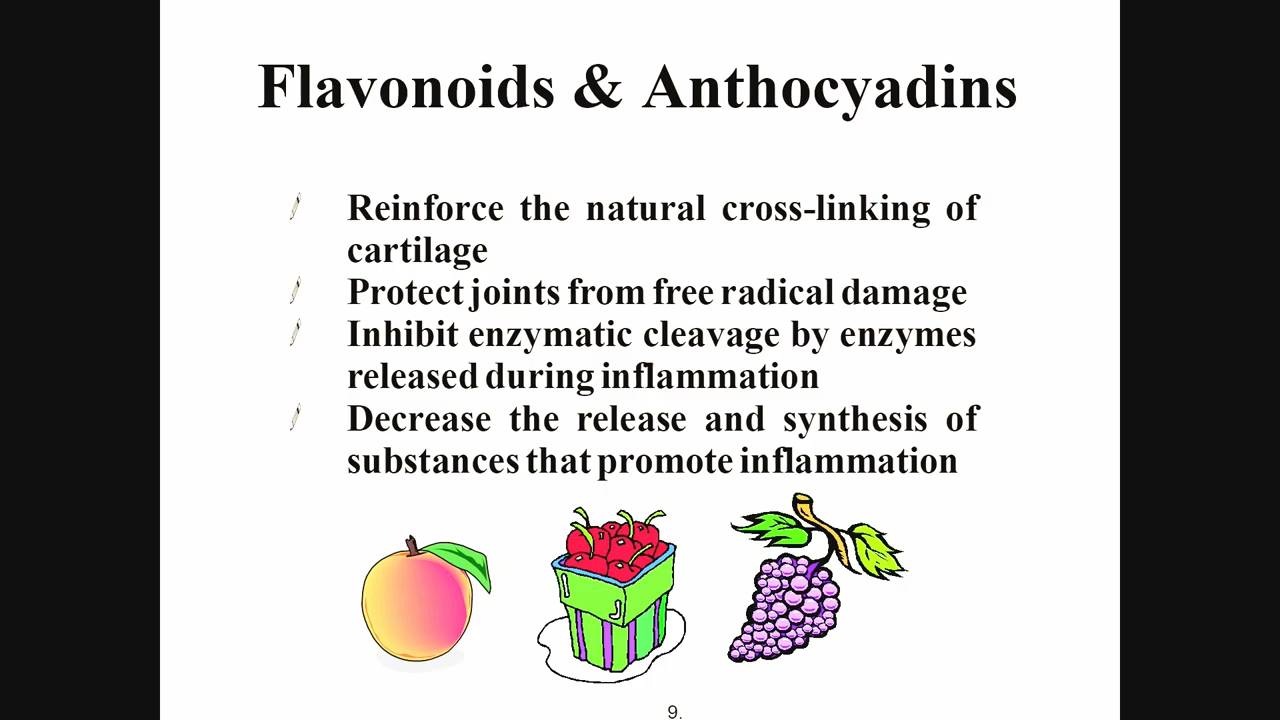 Flavonoids & Anthocyadins
Reinforce the natural cross-linking of
cartilage
Protect joints from free radical damage
Inhibit enzymatic cleavage by enzymes
released during inflammation
Decrease the release and synthesis of
substances that promote inflammation
9.